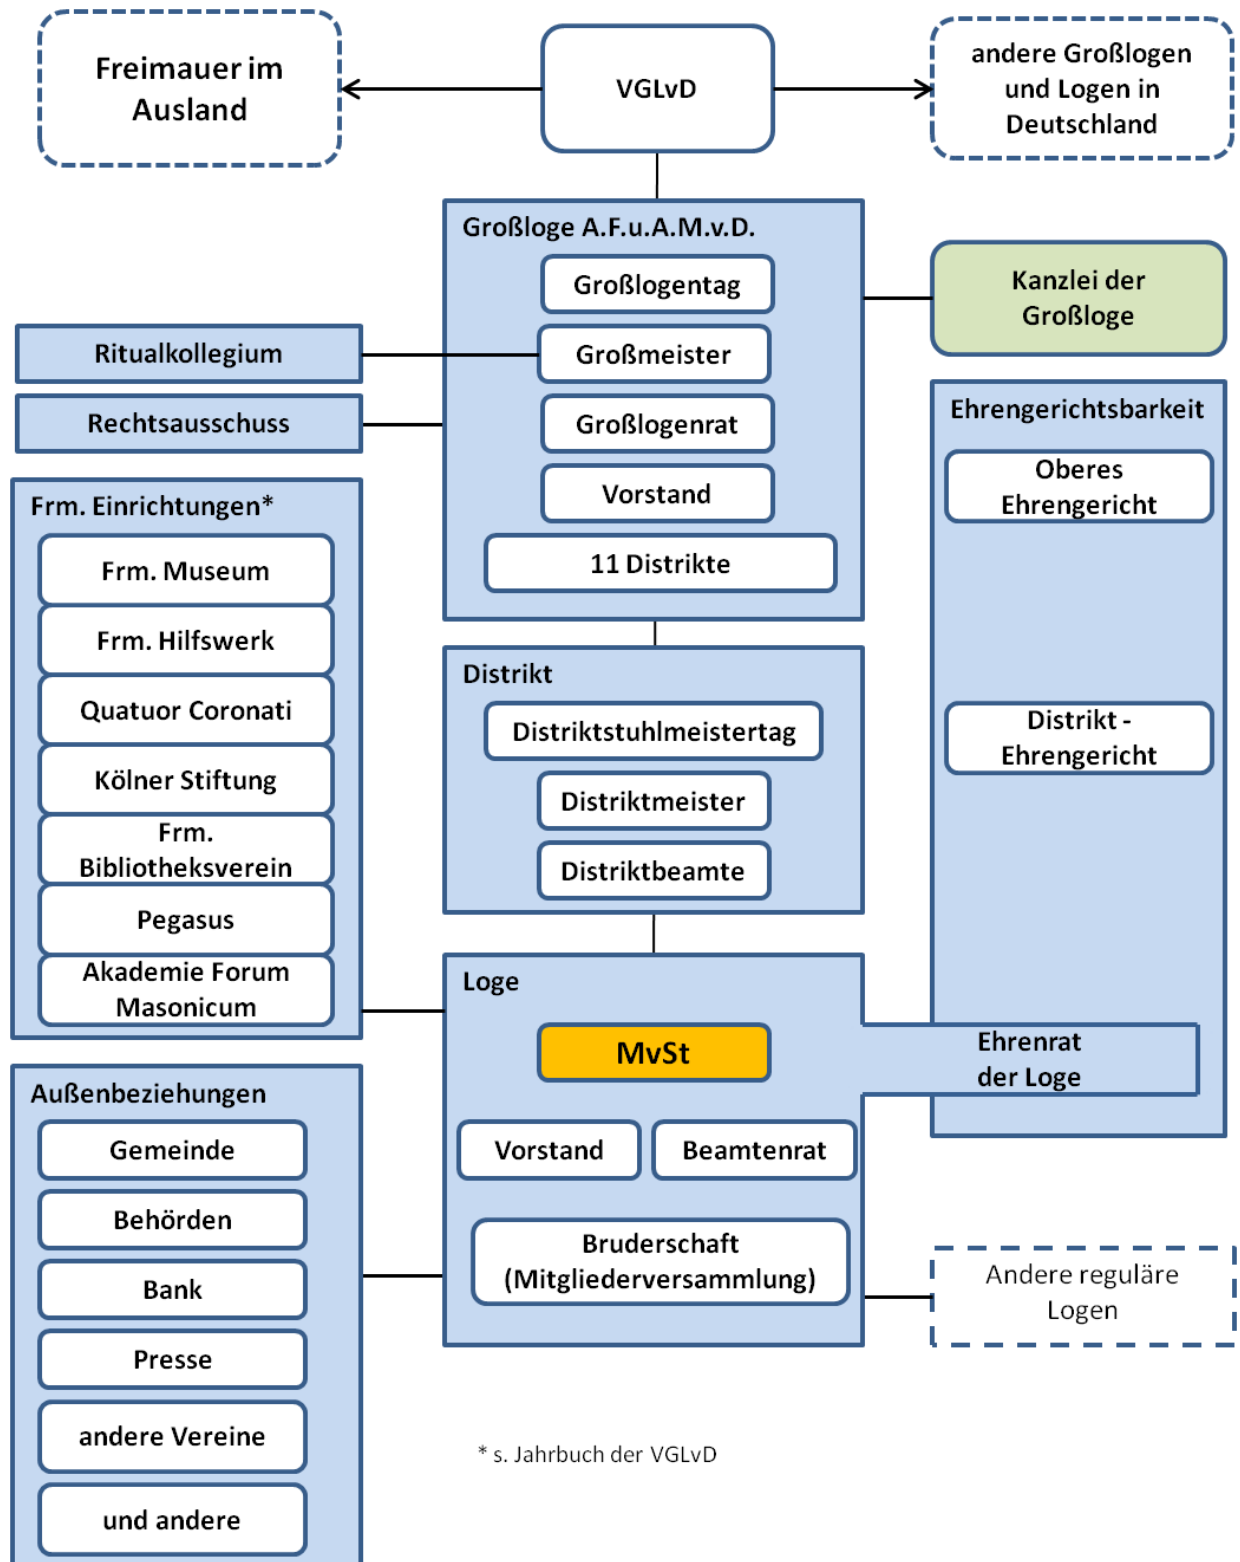 Freimauer im
Ausland
VGLvD
andere Großlogen
und Logen in
Deutschland
Großloge A.F.u.A.M.v.D.
Großlogentag
Großmeister
Großlogenrat
Vorstand
11 Distrikte
Kanzlei der
Großloge
Ritualkollegium
Rechtsausschuss
Ehrengerichtsbarkeit
Oberes
Ehrengericht
Distrikt -
Ehrengericht
Frm. Einrichtungen*
Frm. Museum
Frm. Hilfswerk
Quatuor Coronati
Kölner Stiftung
Frm.
Bibliotheksverein
Pegasus
Akademie Forum
Masonicum
Distrikt
Distriktstuhlmeistertag
Distriktmeister
Distriktbeamte
Loge
MvSt
Ehrenrat
der Loge
Vorstand
Beamtenrat
Bruderschaft
(Mitgliederversammlung)
Außenbeziehungen
Gemeinde
Behörden
Bank
Presse
andere Vereine
und andere
Andere reguläre
Logen
* s. Jahrbuch der VGLvD